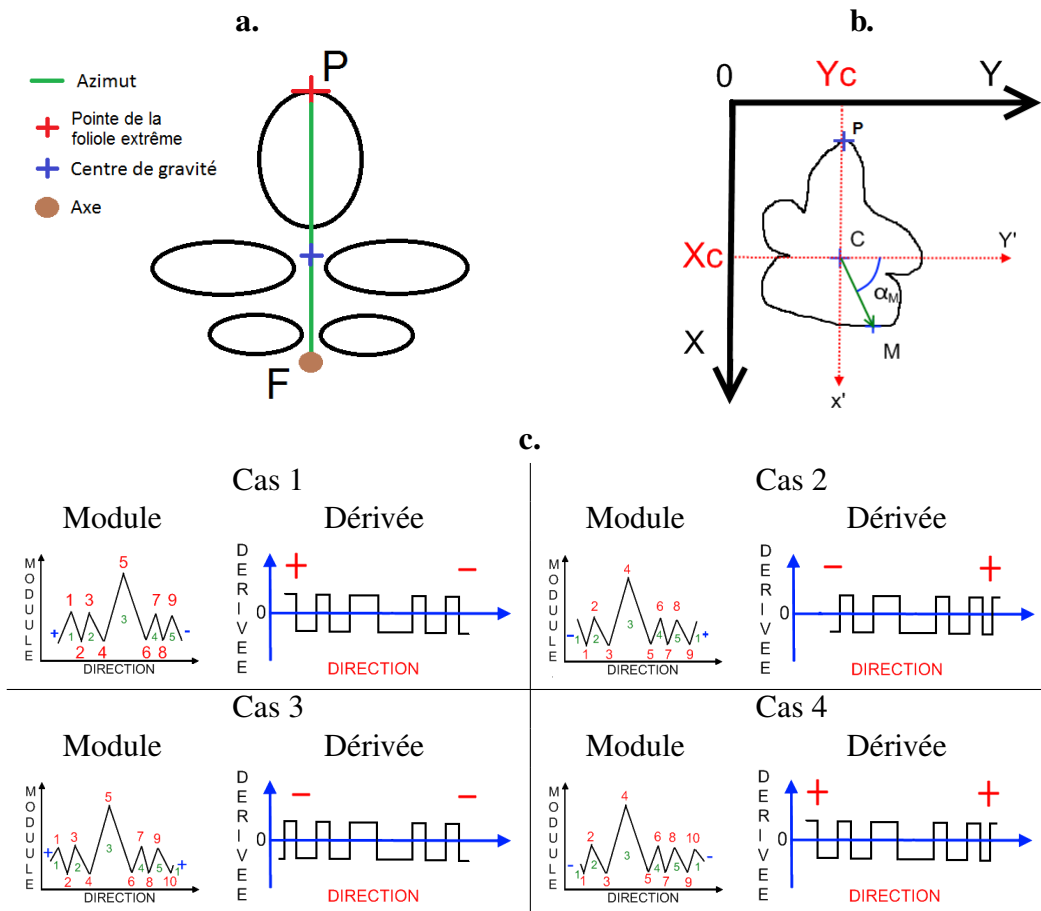 a.
P
Azimut
Pointe de la
foliole extrême
Centre de gravité
Axe
F
b.
0 Yc Y
P
Xc C Y'
αM
X
M
x'
c.
Cas 1
Module Dérivée
MODUULE
+ 1 2 3 4 5 6 7 8 9 -
1 2 3 4 5
DIRECTION
DERIVEE
+ -
0
DIRECTION
Cas 2
Module Dérivée
MODUULE
- 1 2 3 4 5 6 7 8 9 +
1 2 3 4 5 1
DIRECTION
DERIVEE
- +
0
DIRECTION
Cas 3
Module Dérivée
MODUULE
+ 1 2 3 4 5 6 7 8 9 10 +
1 2 3 4 5 1
DIRECTION
DERIVEE
- -
0
DIRECTION
Cas 4
Module Dérivée
MODUULE
- 1 2 3 4 5 6 7 8 9 10 -
1 2 3 4 5 1
DIRECTION
DERIVEE
+ +
0
DIRECTION